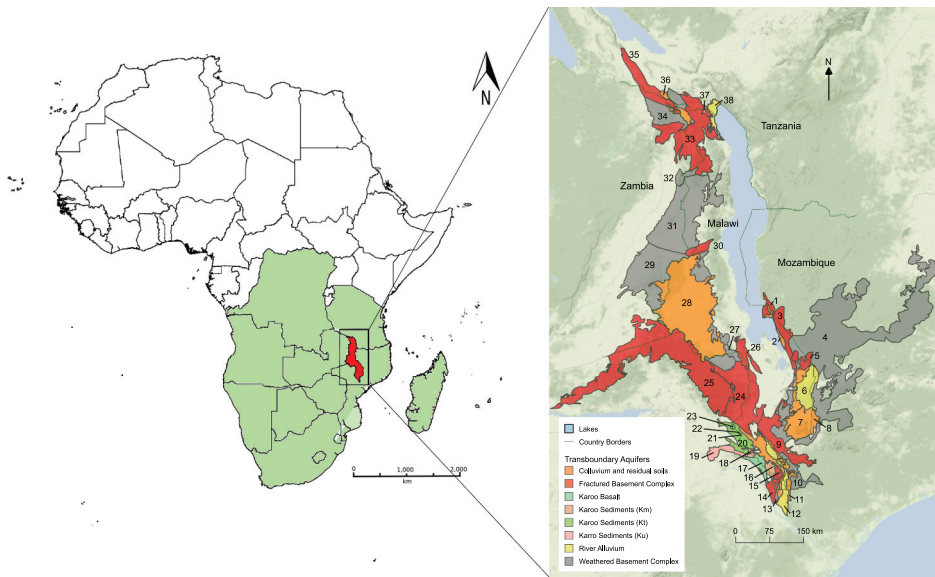 N
0
1,000
2,000
km
35
36
37
38
N
34
Tanzania
33
32
Zambia
31
Malawi
30
29
Mozambique
28
1
3
2
4
27
26
5
25
6
24
7
8
23
22
21
20
9
19
18
17
16
15
10
14
11
13
12
Lakes
Country Borders
Transboundary Aquifers
Colluvium and residual soils
Fractured Basement Complex
Karoo Basalt
Karoo Sediments (Km)
Karoo Sediments (Kt)
Karro Sediments (Ku)
River Alluvium
Weathered Basement Complex
0 75 150 km